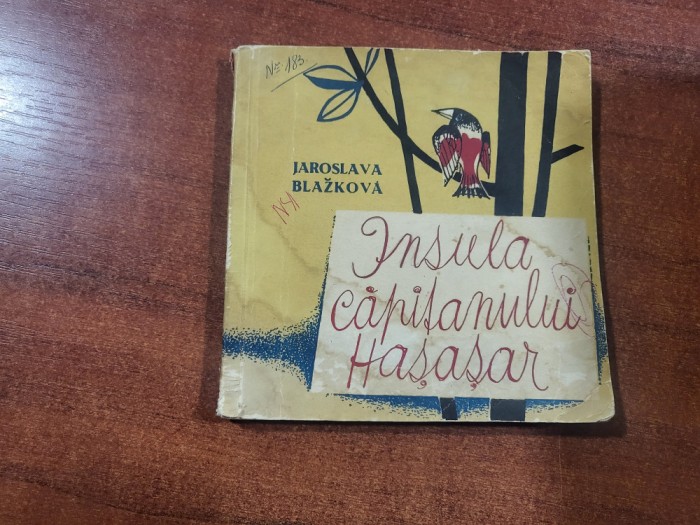 No 183
JAROSLAVA
BLAŽKOVÁ
Insula
căpitanului
Hașașar